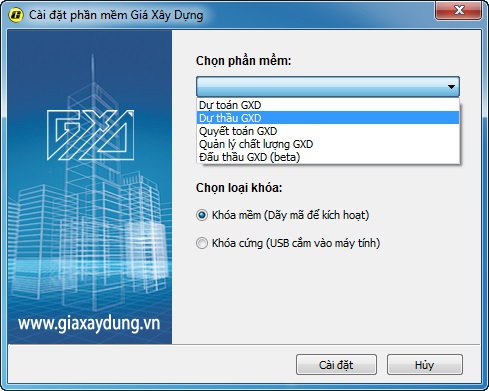 Cài đặt phần mềm Giá Xây Dựng
Chọn phần mềm:
Dự toán GXD
Dự thầu GXD
Quyết toán GXD
Quản lý chất lượng GXD
Đấu thầu GXD (beta)
Chọn loại khóa:
Khóa mềm (Dãy mã để kích hoạt)
Khóa cứng (USB cắm vào máy tính)
GXD
www.giaxaydung.vn
Cài đặt
Hủy